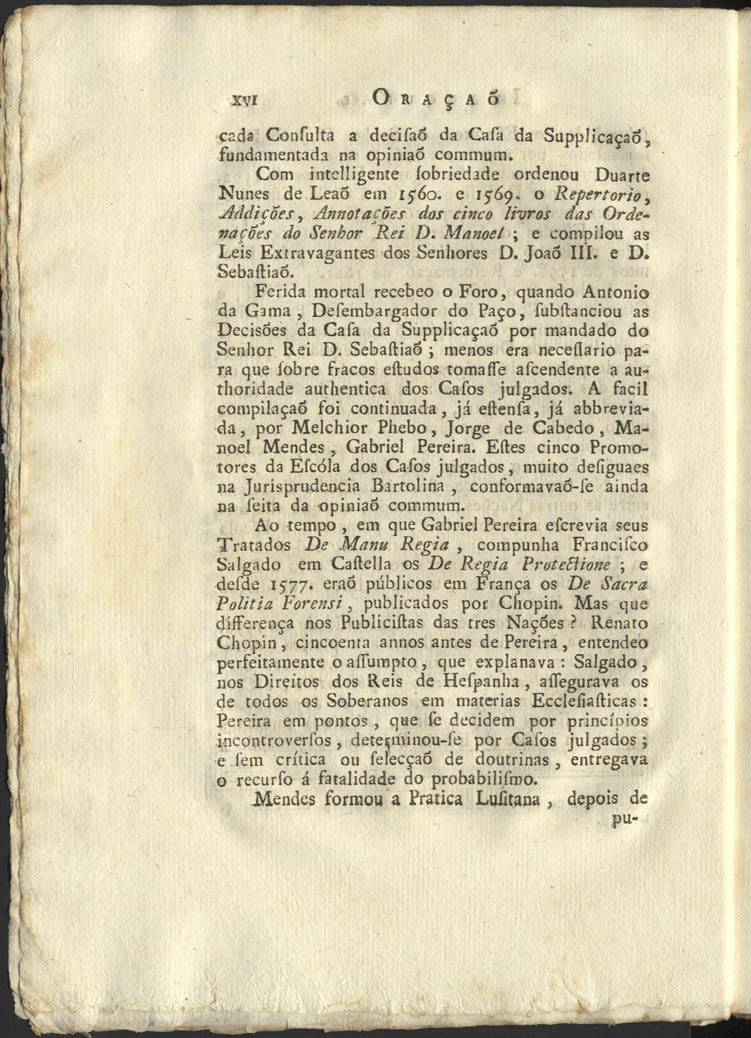 XVI ORAÇAÕ
cada Conſulta a deciſaõ da Caſa da Supplicaçaõ,
fundamentada na opiniaõ commum.
Com intelligente ſobriedade ordenou Duarte
Nunes de Leaõ em 1560. e 1569. o Repertorio,
Addições, Annotações dos cinco livros das Orde-
nações do Senhor Rei D. Manoel ; e compilou as
Leis Extravagantes dos Senhores D. Joaõ III. e D.
Sebaſtiaõ.
Ferida mortal recebeo o Foro, quando Antonio
da Gama , Deſembargador do Paço, ſubſtanciou as
Decisões da Caſa da Supplicaçaõ por mandado do
Senhor Rei D. Sebaſtiaõ ; menos era neceſſario pa-
ra que ſobre fracos eſtudos tomaſſe aſcendente a au-
thoridade authentica dos Caſos julgados. A facil
compilaçaõ foi continuada , já eſtenſa, já abbrevia-
da , por Melchior Phebo, Jorge de Cabedo, Ma-
noel Mendes , Gabriel Pereira. Eſtes cinco Promo-
tores da Eſcóla dos Caſos julgados, muito deſiguaes
na Jurisprudencia Bartolina , conformavaõ-ſe ainda
na ſeita da opiniaõ commum.
Ao tempo , em que Gabriel Pereira eſcrevia seus
Tratados De Manu Regia , compunha Franciſco
Salgado em Caſtella os De Regia Protectione ; e
deſde 1577. eraõ públicos em França os De Sacra
Politia Forensi , publicados por Chopin. Mas que
differença nos Publiciſtas das tres Nações ? Renato
Chopin , cincoenta annos antes de Pereira, entendeo
perfeitamente o aſſumpto , que explanava : Salgado ,
nos Direitos dos Reis de Heſpanha, aſſegurava os
de todos os Soberanos em materias Eccleſiaſticas :
Pereira em pontos , que ſe decidem por princípios
incontroverſos , determinou-ſe por Caſos julgados ;
e ſem crítica ou ſelecçaõ de doutrinas , entregava
o recurſo á fatalidade do probabiliſmo.
Mendes formou a Pratica Luſitana , depois de
pu-